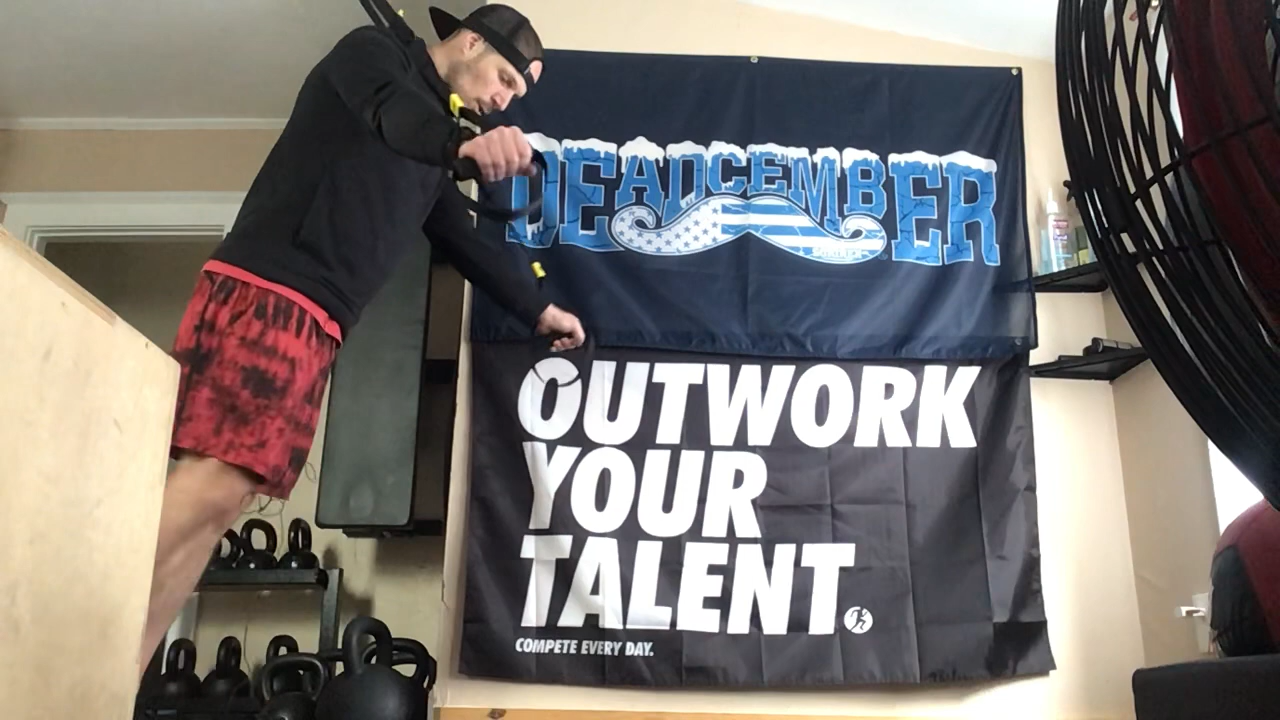 DEADCEMBER
OUTWORK
YOUR
TALENT.
COMPETE EVERY DAY.